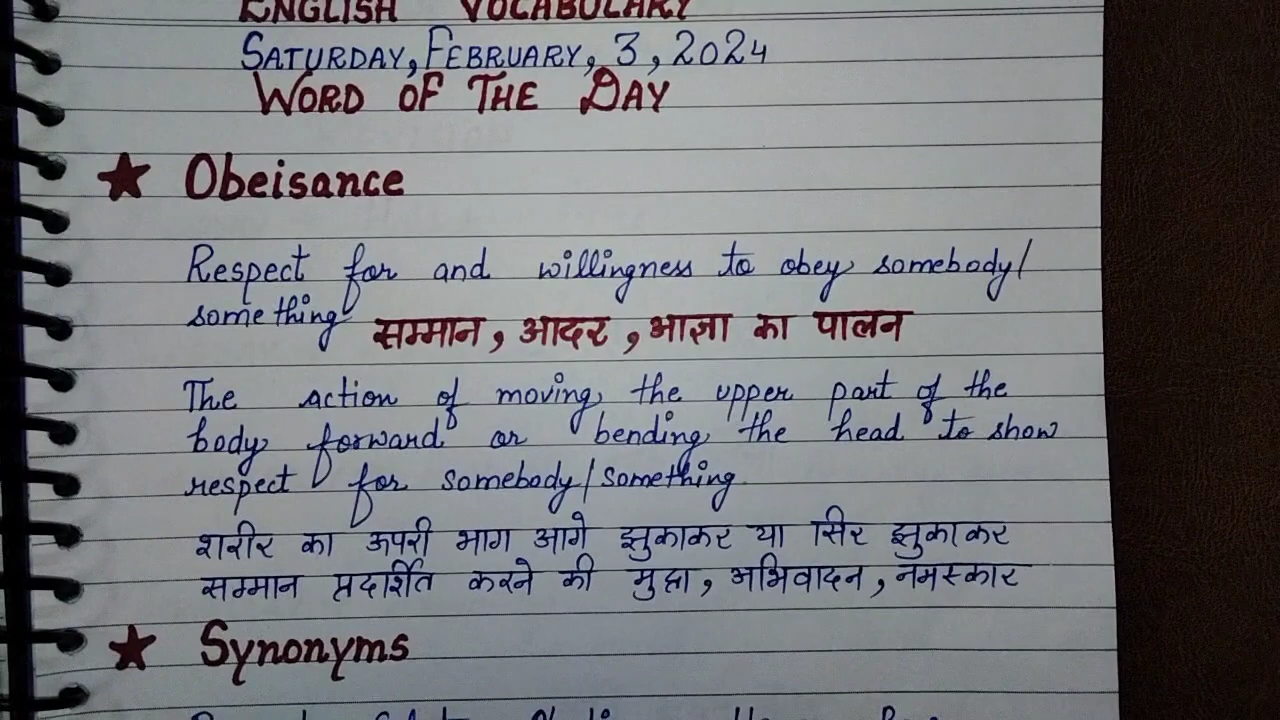 ENGLISH VOCABULARY
SATURDAY, FEBRUARY, 3, 2024
WORD OF THE DAY
★ Obeisance
Respect for and willingness to obey somebody/
something सम्मान, आदर, आज्ञा का पालन
The action of moving the upper part of the
body forward or bending the head to show
respect for somebody/something
शरीर का ऊपरी भाग आगे झुकाकर या सिर झुकाकर
सम्मान प्रदर्शित करने की मुद्रा, अभिवादन, नमस्कार
★ Synonyms